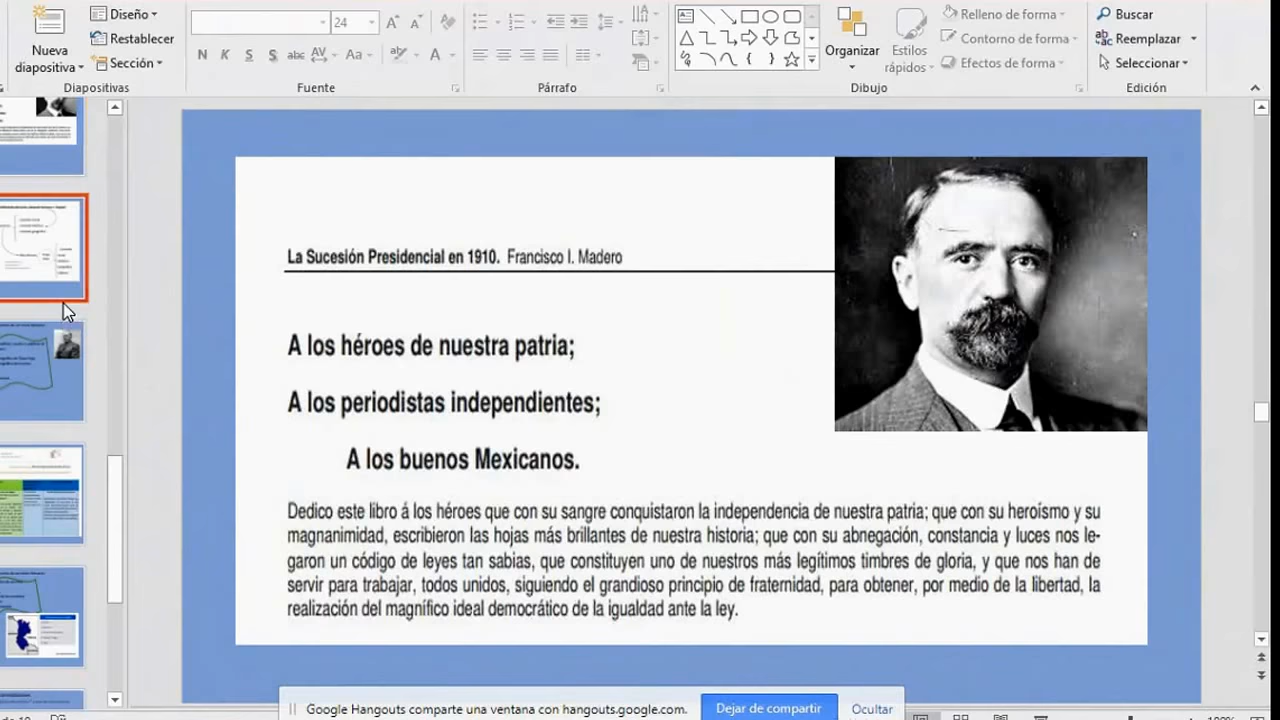 Nueva
diapositiva
Diseño
Restablecer
Sección
Diapositivas
24
N K S S abc AV Aa A
Fuente
Párrafo
Organizar
Estilos
rápidos
Relleno de forma
Contorno de forma
Efectos de forma
Dibujo
Buscar
Reemplazar
Seleccionar
Edición
La Sucesión Presidencial en 1910. Francisco I. Madero
A los héroes de nuestra patria;
A los periodistas independientes;
A los buenos Mexicanos.
Dedico este libro á los héroes que con su sangre conquistaron la independencia de nuestra patria; que con su heroísmo y su
magnanimidad, escribieron las hojas más brillantes de nuestra historia; que con su abnegación, constancia y luces nos le-
garon un código de leyes tan sabias, que constituyen uno de nuestros más legítimos timbres de gloria, y que nos han de
servir para trabajar, todos unidos, siguiendo el grandioso principio de fraternidad, para obtener, por medio de la libertad, la
realización del magnífico ideal democrático de la igualdad ante la ley.
Google Hangouts comparte una ventana con hangouts.google.com.
Dejar de compartir
Ocultar